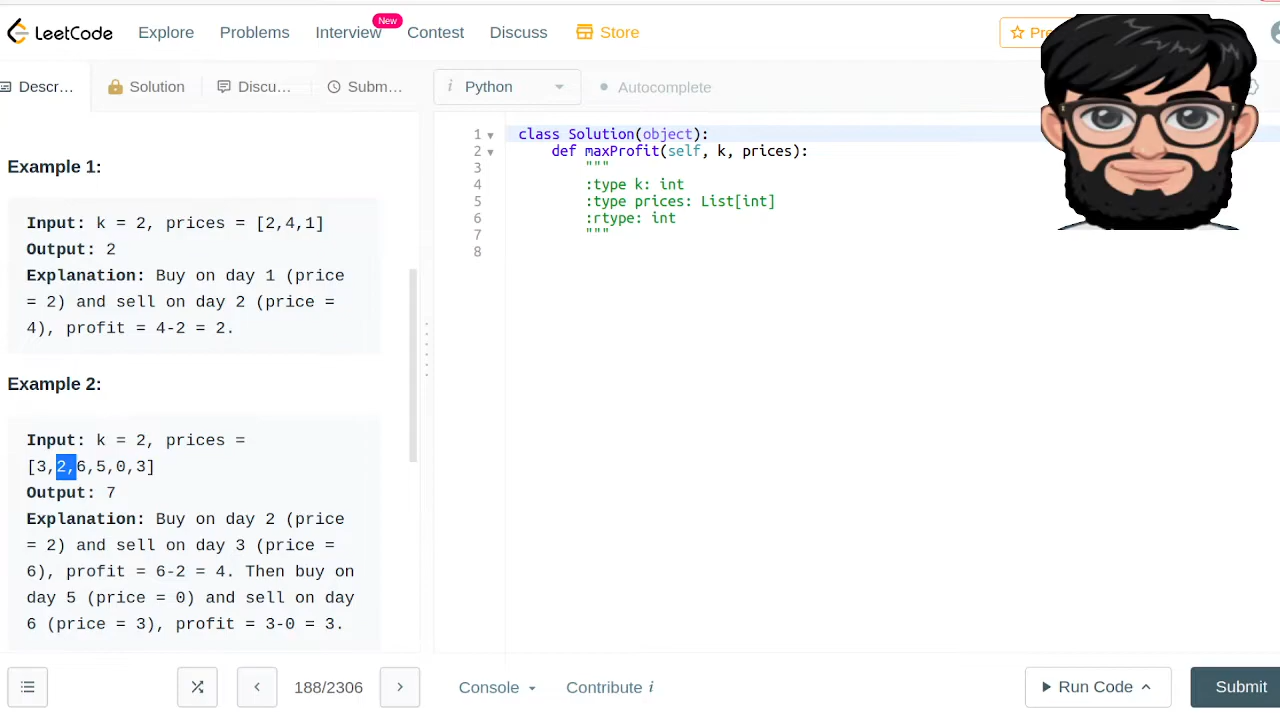 LeetCode Explore Problems Interview New Contest Discuss Store
Descr... Solution Discu... Subm... i Python Autocomplete
Example 1:
Input: k = 2, prices = [2,4,1]
Output: 2
Explanation: Buy on day 1 (price
= 2) and sell on day 2 (price =
4), profit = 4-2 = 2.
Example 2:
Input: k = 2, prices =
[3,2,6,5,0,3]
Output: 7
Explanation: Buy on day 2 (price
= 2) and sell on day 3 (price =
6), profit = 6-2 = 4. Then buy on
day 5 (price = 0) and sell on day
6 (price = 3), profit = 3-0 = 3.
1 class Solution(object):
2 def maxProfit(self, k, prices):
3 """
4 :type k: int
5 :type prices: List[int]
6 :rtype: int
7 """
8
188/2306 Console Contribute i Run Code Submit